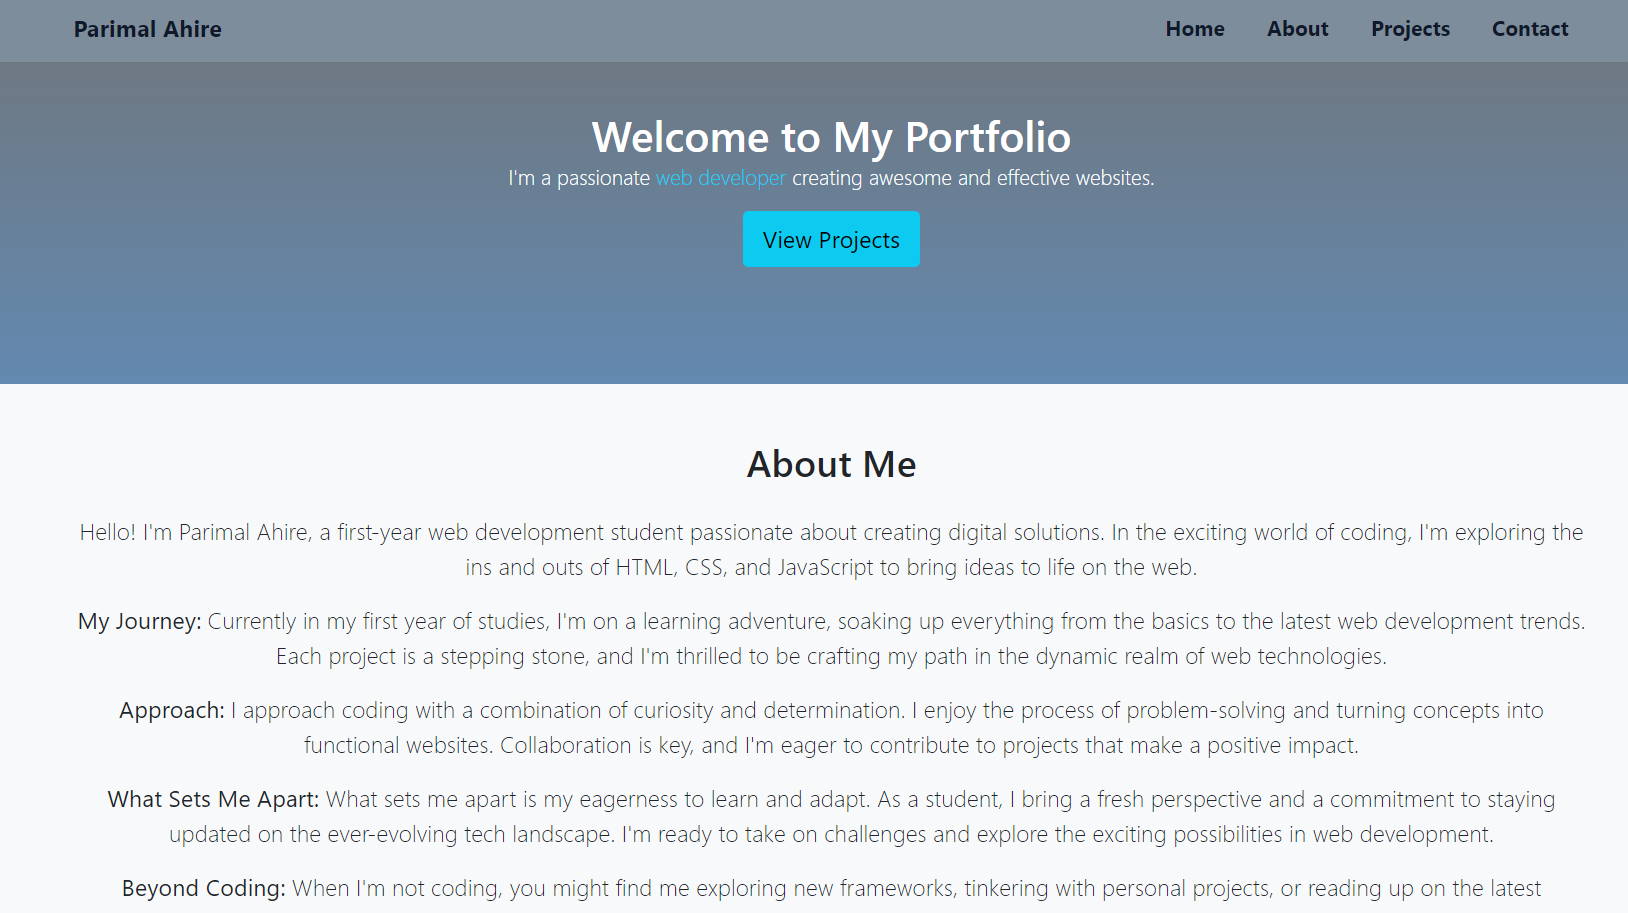 Parimal Ahire
Home About Projects Contact
Welcome to My Portfolio
I'm a passionate web developer creating awesome and effective websites.
View Projects
About Me
Hello! I'm Parimal Ahire, a first-year web development student passionate about creating digital solutions. In the exciting world of coding, I'm exploring the
ins and outs of HTML, CSS, and JavaScript to bring ideas to life on the web.
My Journey: Currently in my first year of studies, I'm on a learning adventure, soaking up everything from the basics to the latest web development trends.
Each project is a stepping stone, and I'm thrilled to be crafting my path in the dynamic realm of web technologies.
Approach: I approach coding with a combination of curiosity and determination. I enjoy the process of problem-solving and turning concepts into
functional websites. Collaboration is key, and I'm eager to contribute to projects that make a positive impact.
What Sets Me Apart: What sets me apart is my eagerness to learn and adapt. As a student, I bring a fresh perspective and a commitment to staying
updated on the ever-evolving tech landscape. I'm ready to take on challenges and explore the exciting possibilities in web development.
Beyond Coding: When I'm not coding, you might find me exploring new frameworks, tinkering with personal projects, or reading up on the latest